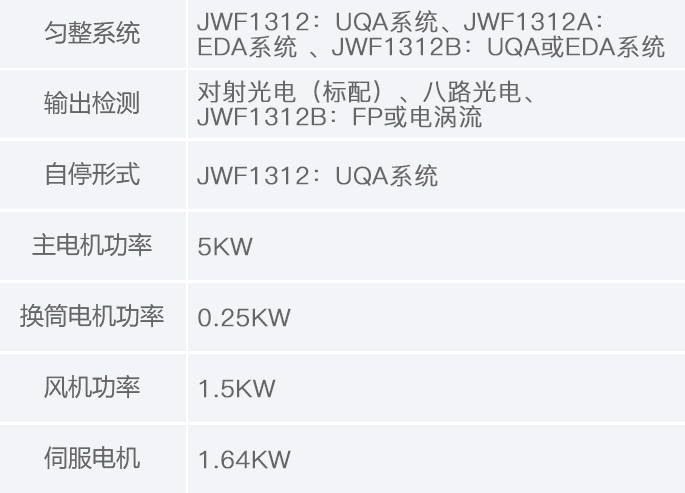 匀整系统
JWF1312：UQA系统、JWF1312A：
EDA系统 、JWF1312B：UQA或EDA系统
输出检测
对射光电（标配）、八路光电、
JWF1312B：FP或电涡流
自停形式
JWF1312：UQA系统
主电机功率
5KW
换筒电机功率
0.25KW
风机功率
1.5KW
伺服电机
1.64KW